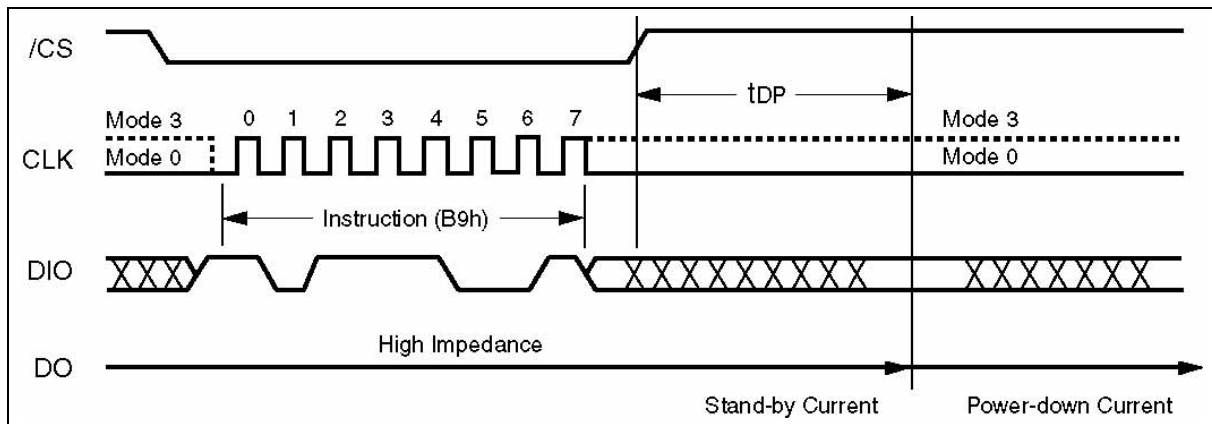 /CS
tDP
Mode 3 0 1 2 3 4 5 6 7 Mode 3
CLK Mode 0 Mode 0
Instruction (B9h)
DIO
High Impedance
DO
Stand-by Current Power-down Current